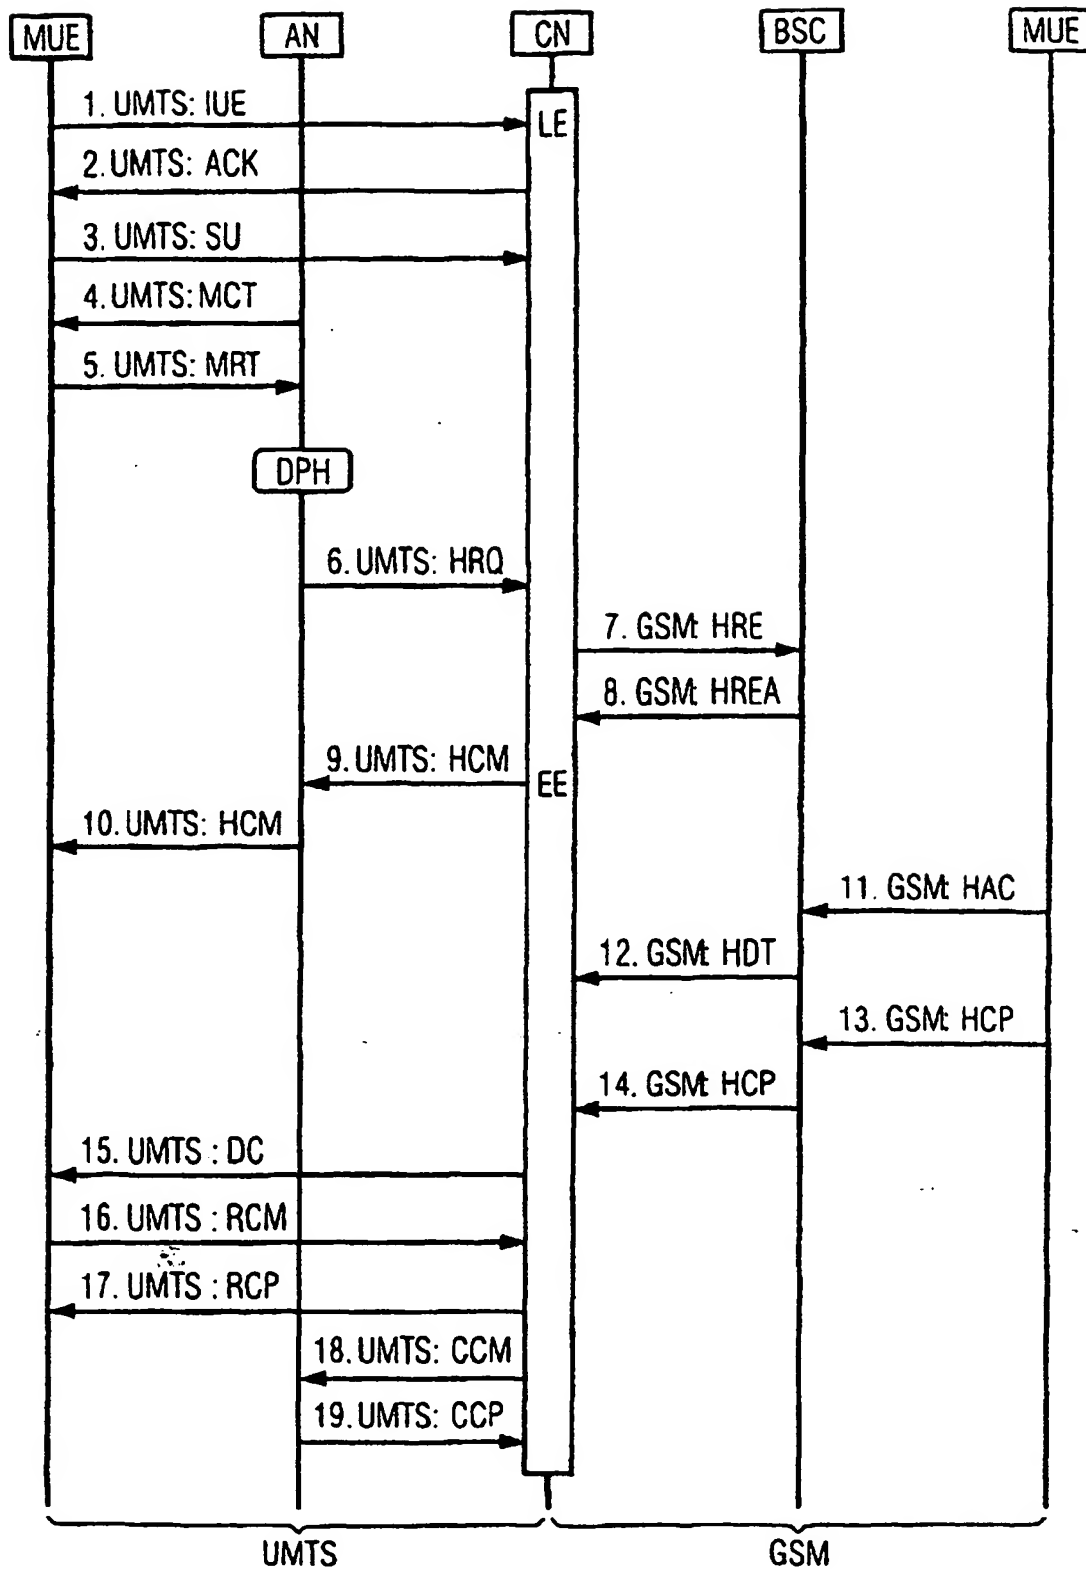 MUE AN CN BSC MUE
1. UMTS: IUE
LE
2. UMTS: ACK
3. UMTS: SU
4. UMTS: MCT
5. UMTS: MRT
DPH
6. UMTS: HRQ
7. GSM: HRE
8. GSM: HREA
9. UMTS: HCM
EE
10. UMTS: HCM
11. GSM: HAC
12. GSM: HDT
13. GSM: HCP
14. GSM: HCP
15. UMTS : DC
16. UMTS : RCM
17. UMTS : RCP
18. UMTS: CCM
19. UMTS: CCP
UMTS GSM